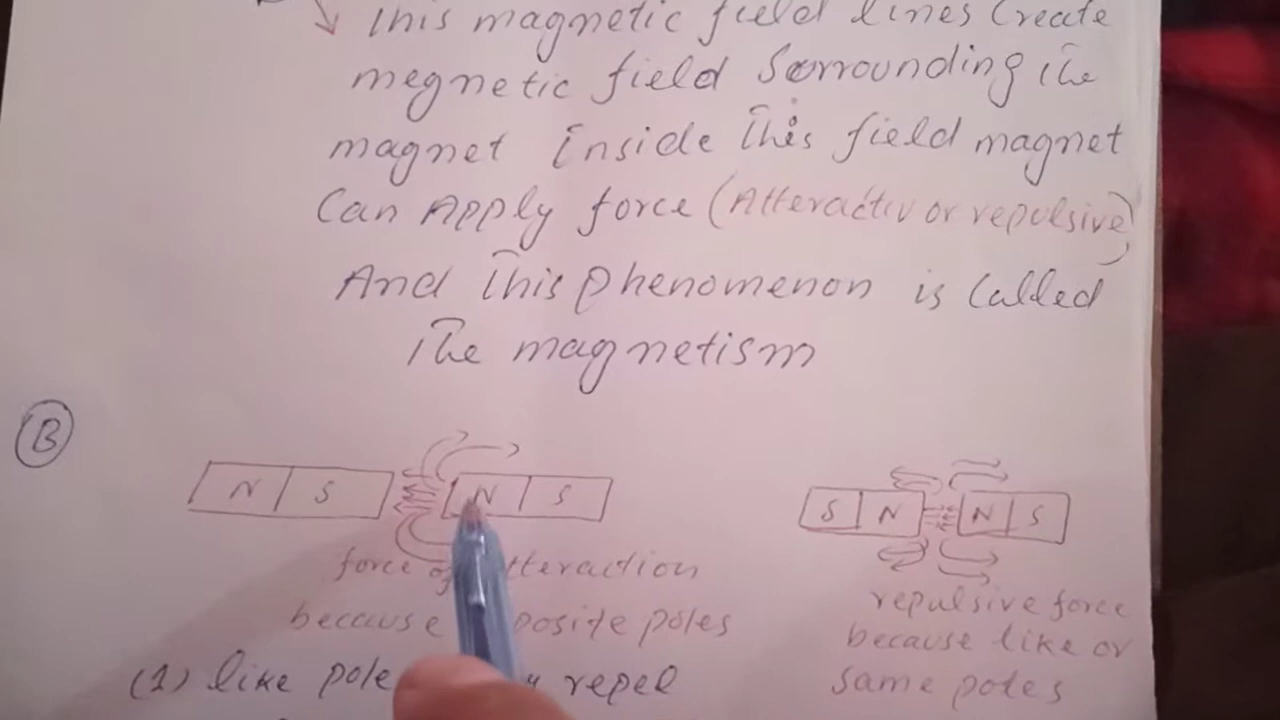 This magnetic field lines Create
megnetic field Sorrounding The
magnet Inside This field magnet
Can Apply force (Atteractiv or repulsive)
And This phenomenon is Called
The magnetism
B
N S N S
S N N S
force of tteraction
because posite poles
repulsive force
because like or
same poles
(1) like pole repel